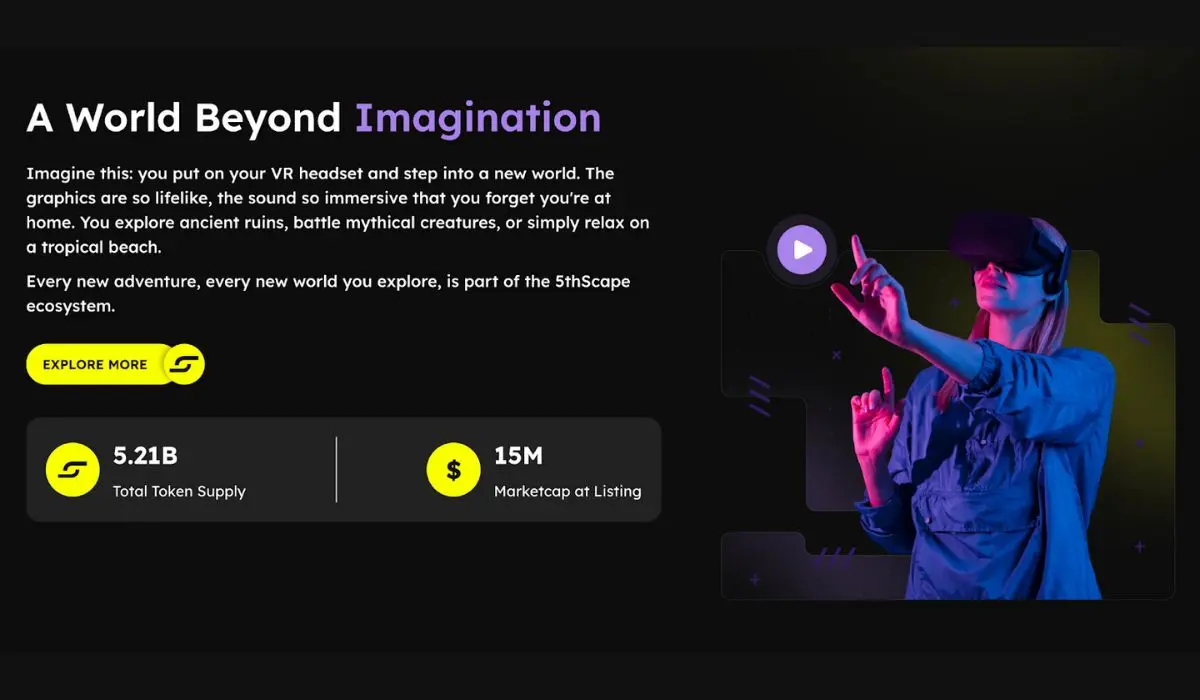 A World Beyond Imagination
Imagine this: you put on your VR headset and step into a new world. The
graphics are so lifelike, the sound so immersive that you forget you're at
home. You explore ancient ruins, battle mythical creatures, or simply relax on
a tropical beach.
Every new adventure, every new world you explore, is part of the 5thScape
ecosystem.
EXPLORE MORE
5.21B
Total Token Supply
$
15M
Marketcap at Listing